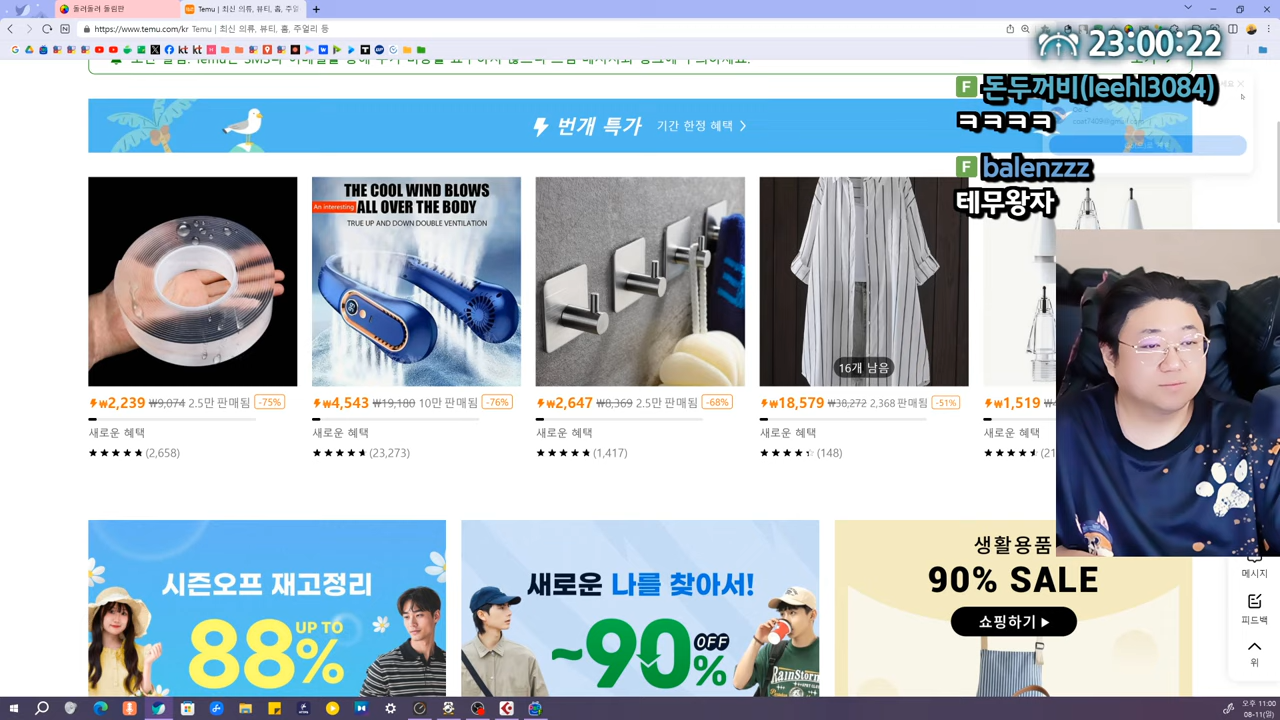 돌려돌려 돌림판
Temu | 최신 의류, 뷰티, 홈, 주얼
https://www.temu.com/kr Temu | 최신 의류, 뷰티, 홈, 주얼리 등
23:00:22
돈두꺼비(leehl3084)
ㅋㅋㅋㅋ
balenzzz
테무왕자
번개 특가 기간 한정 혜택
THE COOL WIND BLOWS
ALL OVER THE BODY
An interesting
TRUE UP AND DOWN DOUBLE VENTILATION
16개 남음
₩2,239 ₩9,074 2.5만 판매됨 -75%
새로운 혜택
(2,658)
₩4,543 ₩19,180 10만 판매됨 -76%
새로운 혜택
(23,273)
₩2,647 ₩8,369 2.5만 판매됨 -68%
새로운 혜택
(1,417)
₩18,579 ₩38,272 2,368 판매됨 -51%
새로운 혜택
(148)
₩1,519
새로운 혜택
시즌오프 재고정리
UP TO
88%
새로운 나를 찾아서!
~90% OFF
생활용품
90% SALE
쇼핑하기
메시지
피드백
위
오후 11:00
08-11(일)